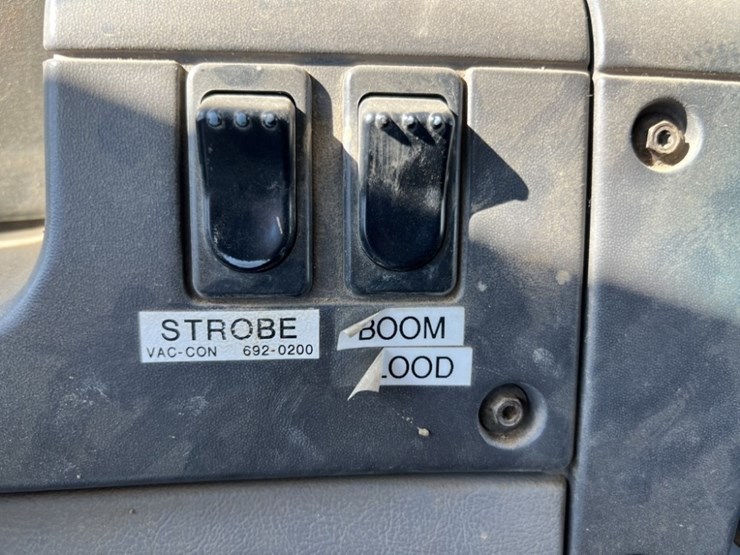 STROBE
VAC-CON 692-0200
BOOM
LOOD